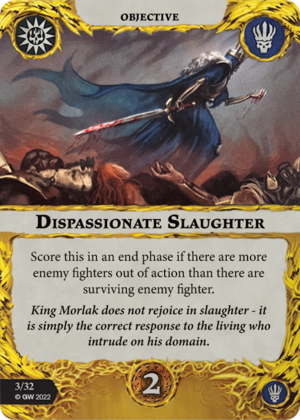 OBJECTIVE
Dispassionate Slaughter
Score this in an end phase if there are more
enemy fighters out of action than there are
surviving enemy fighter.
King Morlak does not rejoice in slaughter - it
is simply the correct response to the living who
intrude on his domain.
3/32
© GW 2022
2